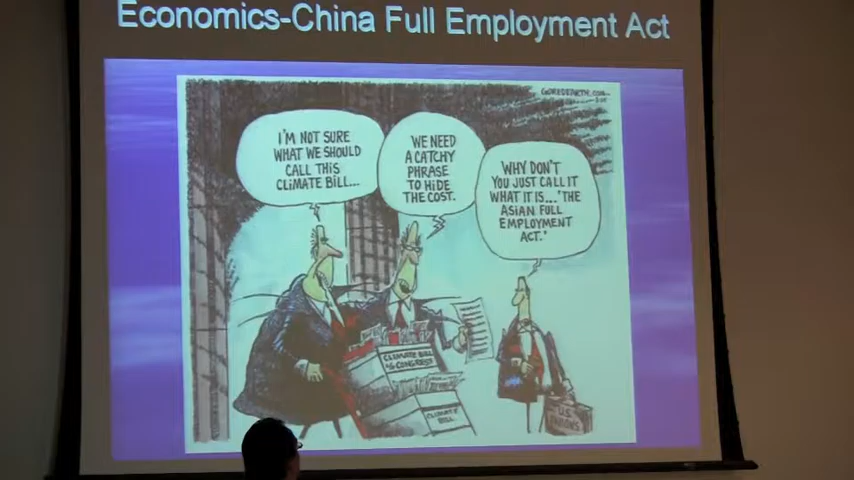 Economics-China Full Employment Act
I'M NOT SURE
WHAT WE SHOULD
CALL THIS
CLIMATE BILL...
WE NEED
A CATCHY
PHRASE
TO HIDE
THE COST.
WHY DON'T
YOU JUST CALL IT
WHAT IT IS... "THE
ASIAN FULL
EMPLOYMENT
ACT."
CLIMATE BILL
CONGRESS
CLIMATE
BILL
U.S.